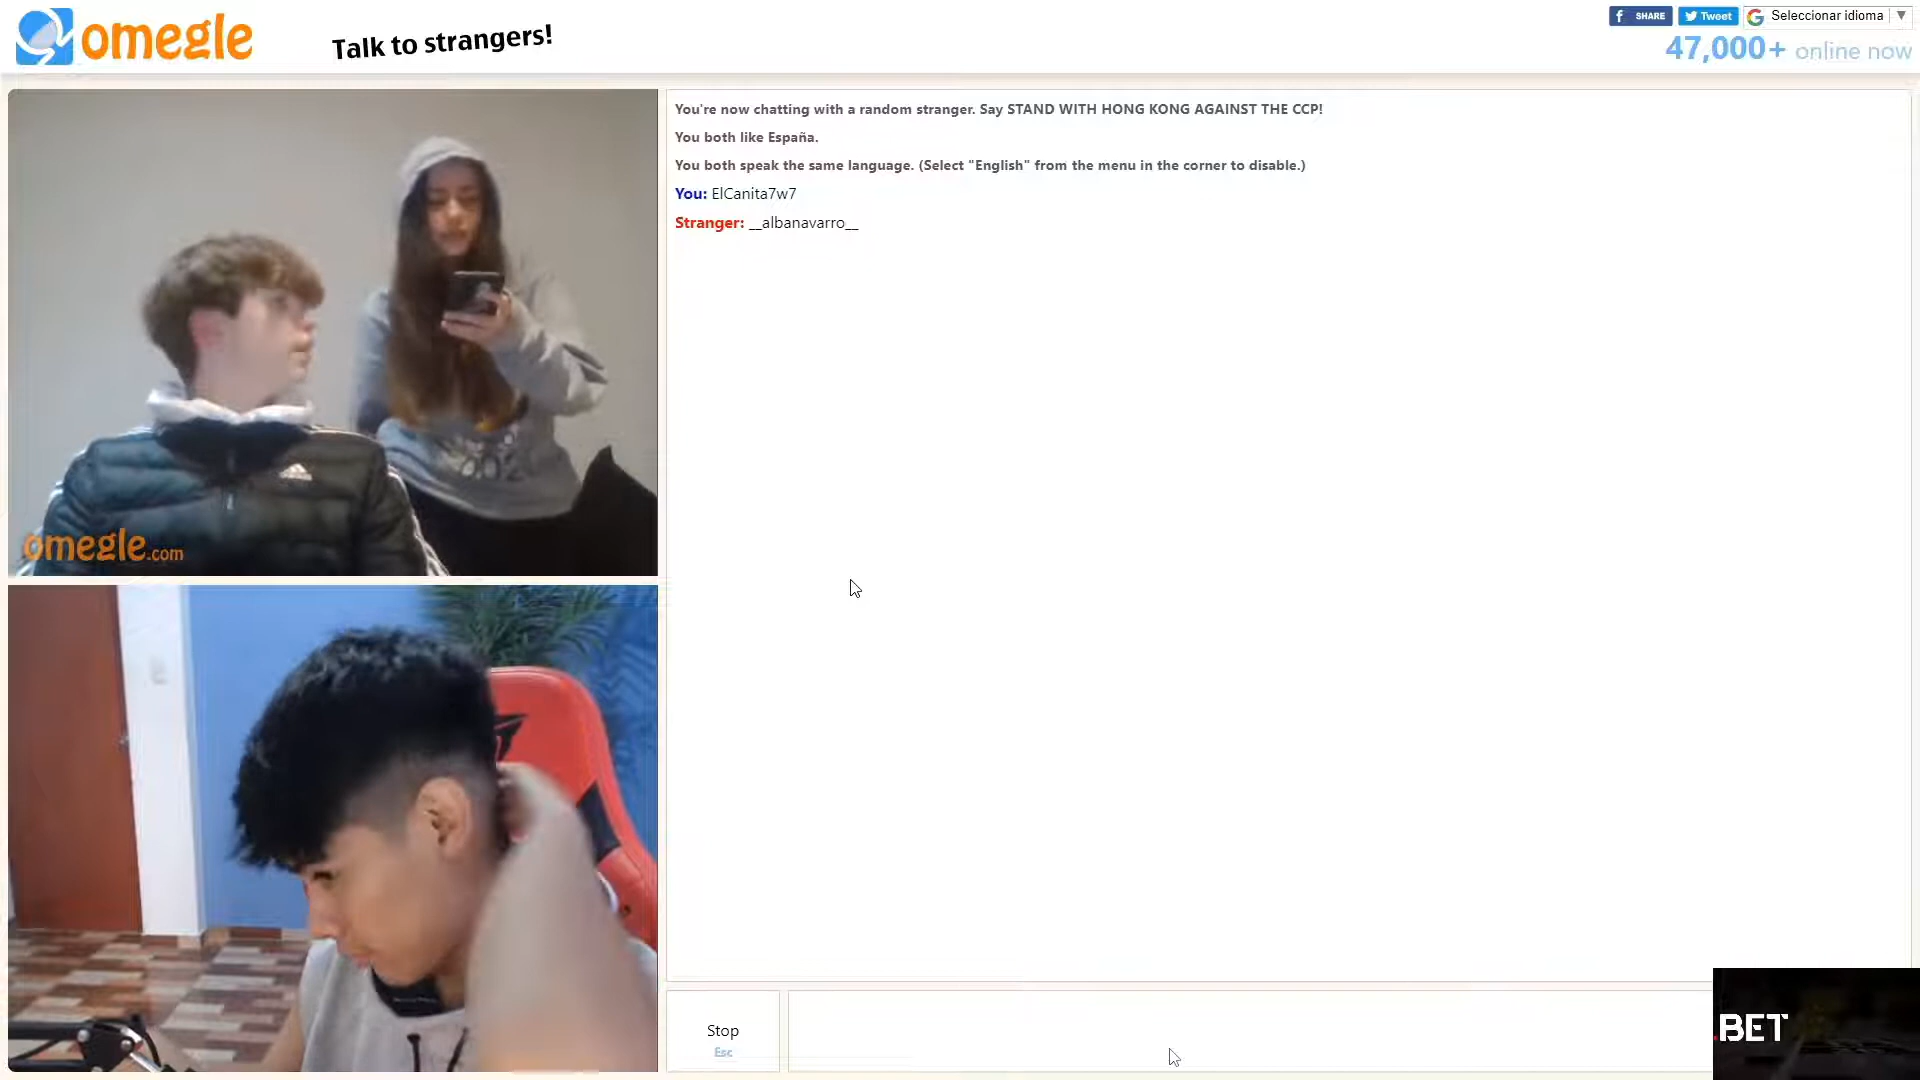 omegle
Talk to strangers!
SHARE
Tweet
Seleccionar idioma
47,000+ online now
You're now chatting with a random stranger. Say STAND WITH HONG KONG AGAINST THE CCP!
You both like España.
You both speak the same language. (Select "English" from the menu in the corner to disable.)
You: ElCanita7w7
Stranger: __albanavarro__
omegle.com
Stop
Esc
.BET